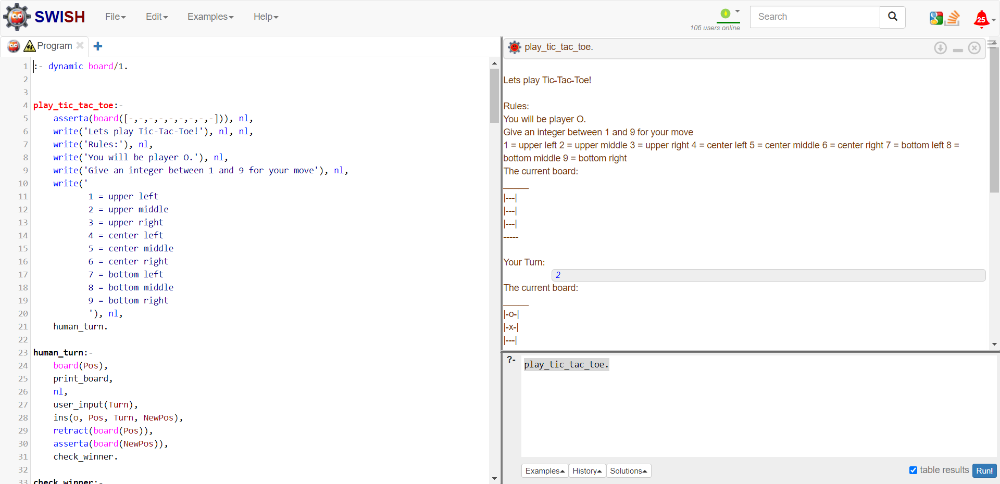 SWISH File Edit Examples Help 106 users online Search 25
Program
1 :- dynamic board/1.
2
3
4 play_tic_tac_toe:-
5 asserta(board([-,-,-,-,-,-,-,-,-])), nl,
6 write('Lets play Tic-Tac-Toe!'), nl, nl,
7 write('Rules:'), nl,
8 write('You will be player O.'), nl,
9 write('Give an integer between 1 and 9 for your move'), nl,
10 write('
11 1 = upper left
12 2 = upper middle
13 3 = upper right
14 4 = center left
15 5 = center middle
16 6 = center right
17 7 = bottom left
18 8 = bottom middle
19 9 = bottom right
20 '), nl,
21 human_turn.
22
23 human_turn:-
24 board(Pos),
25 print_board,
26 nl,
27 user_input(Turn),
28 ins(o, Pos, Turn, NewPos),
29 retract(board(Pos)),
30 asserta(board(NewPos)),
31 check_winner.
32
33 check_winner:-
play_tic_tac_toe.
Lets play Tic-Tac-Toe!
Rules:
You will be player O.
Give an integer between 1 and 9 for your move
1 = upper left 2 = upper middle 3 = upper right 4 = center left 5 = center middle 6 = center right 7 = bottom left 8 =
bottom middle 9 = bottom right
The current board:
_____
|---|
|---|
|---|
-----
Your Turn:
2
The current board:
_____
|-o-|
|-x-|
|---|
?- play_tic_tac_toe.
Examples History Solutions table results Run!